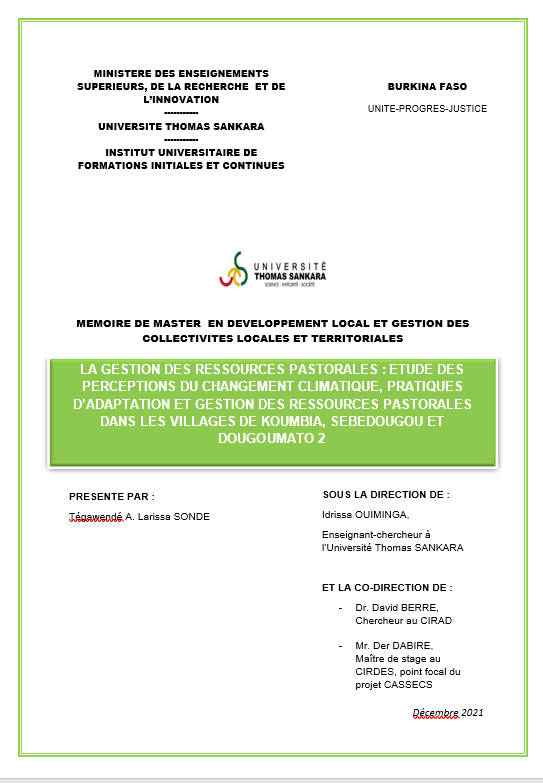 MINISTERE DES ENSEIGNEMENTS
SUPERIEURS, DE LA RECHERCHE ET DE
L'INNOVATION
-----------
UNIVERSITE THOMAS SANKARA
-----------
INSTITUT UNIVERSITAIRE DE
FORMATIONS INITIALES ET CONTINUES
BURKINA FASO
UNITE-PROGRES-JUSTICE
UNIVERSITÉ
THOMAS SANKARA
SCIENCE - INTÉGRITÉ - SOCIÉTÉ
MEMOIRE DE MASTER EN DEVELOPPEMENT LOCAL ET GESTION DES
COLLECTIVITES LOCALES ET TERRITORIALES
LA GESTION DES RESSOURCES PASTORALES : ETUDE DES
PERCEPTIONS DU CHANGEMENT CLIMATIQUE, PRATIQUES
D'ADAPTATION ET GESTION DES RESSOURCES PASTORALES
DANS LES VILLAGES DE KOUMBIA, SEBEDOUGOU ET
DOUGOUMATO 2
PRESENTE PAR :
Tégawendé A. Larissa SONDE
SOUS LA DIRECTION DE :
Idrissa OUIMINGA,
Enseignant-chercheur à
l'Université Thomas SANKARA
ET LA CO-DIRECTION DE :
- Dr. David BERRE,
Chercheur au CIRAD
- Mr. Der DABIRE,
Maître de stage au
CIRDES, point focal du
projet CASSECS
Décembre 2021